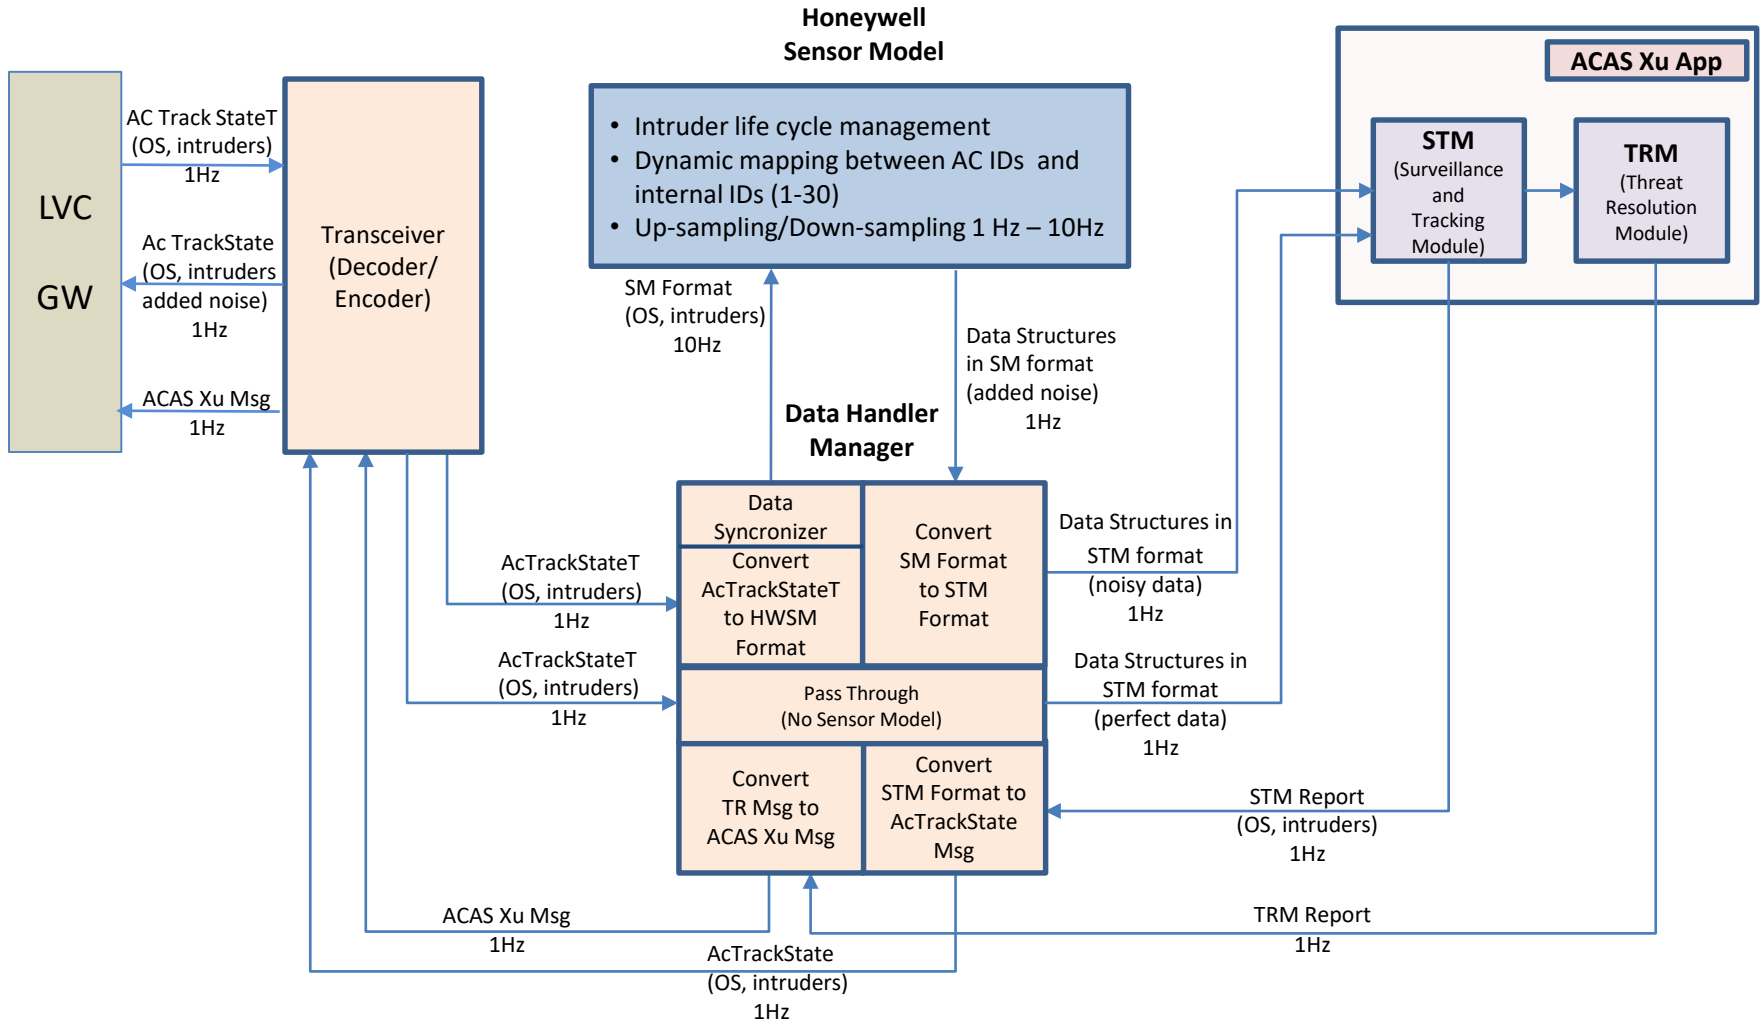 Honeywell
Sensor Model
ACAS Xu App
AC Track StateT
(OS, intruders)
1Hz
LVC
GW
Ac TrackState
(OS, intruders
added noise)
1Hz
ACAS Xu Msg
1Hz
Transceiver
(Decoder/
Encoder)
• Intruder life cycle management
• Dynamic mapping between AC IDs and
internal IDs (1-30)
• Up-sampling/Down-sampling 1 Hz – 10Hz
STM
(Surveillance
and
Tracking
Module)
TRM
(Threat
Resolution
Module)
SM Format
(OS, intruders)
10Hz
Data Structures
in SM format
(added noise)
1Hz
Data Handler
Manager
Data
Syncronizer
Convert
AcTrackStateT
to HWSM
Format
Convert
SM Format
to STM
Format
AcTrackStateT
(OS, intruders)
1Hz
AcTrackStateT
(OS, intruders)
1Hz
Data Structures in
STM format
(noisy data)
1Hz
Data Structures in
STM format
(perfect data)
1Hz
Pass Through
(No Sensor Model)
Convert
TR Msg to
ACAS Xu Msg
Convert
STM Format to
AcTrackState
Msg
STM Report
(OS, intruders)
1Hz
ACAS Xu Msg
1Hz
TRM Report
1Hz
AcTrackState
(OS, intruders)
1Hz